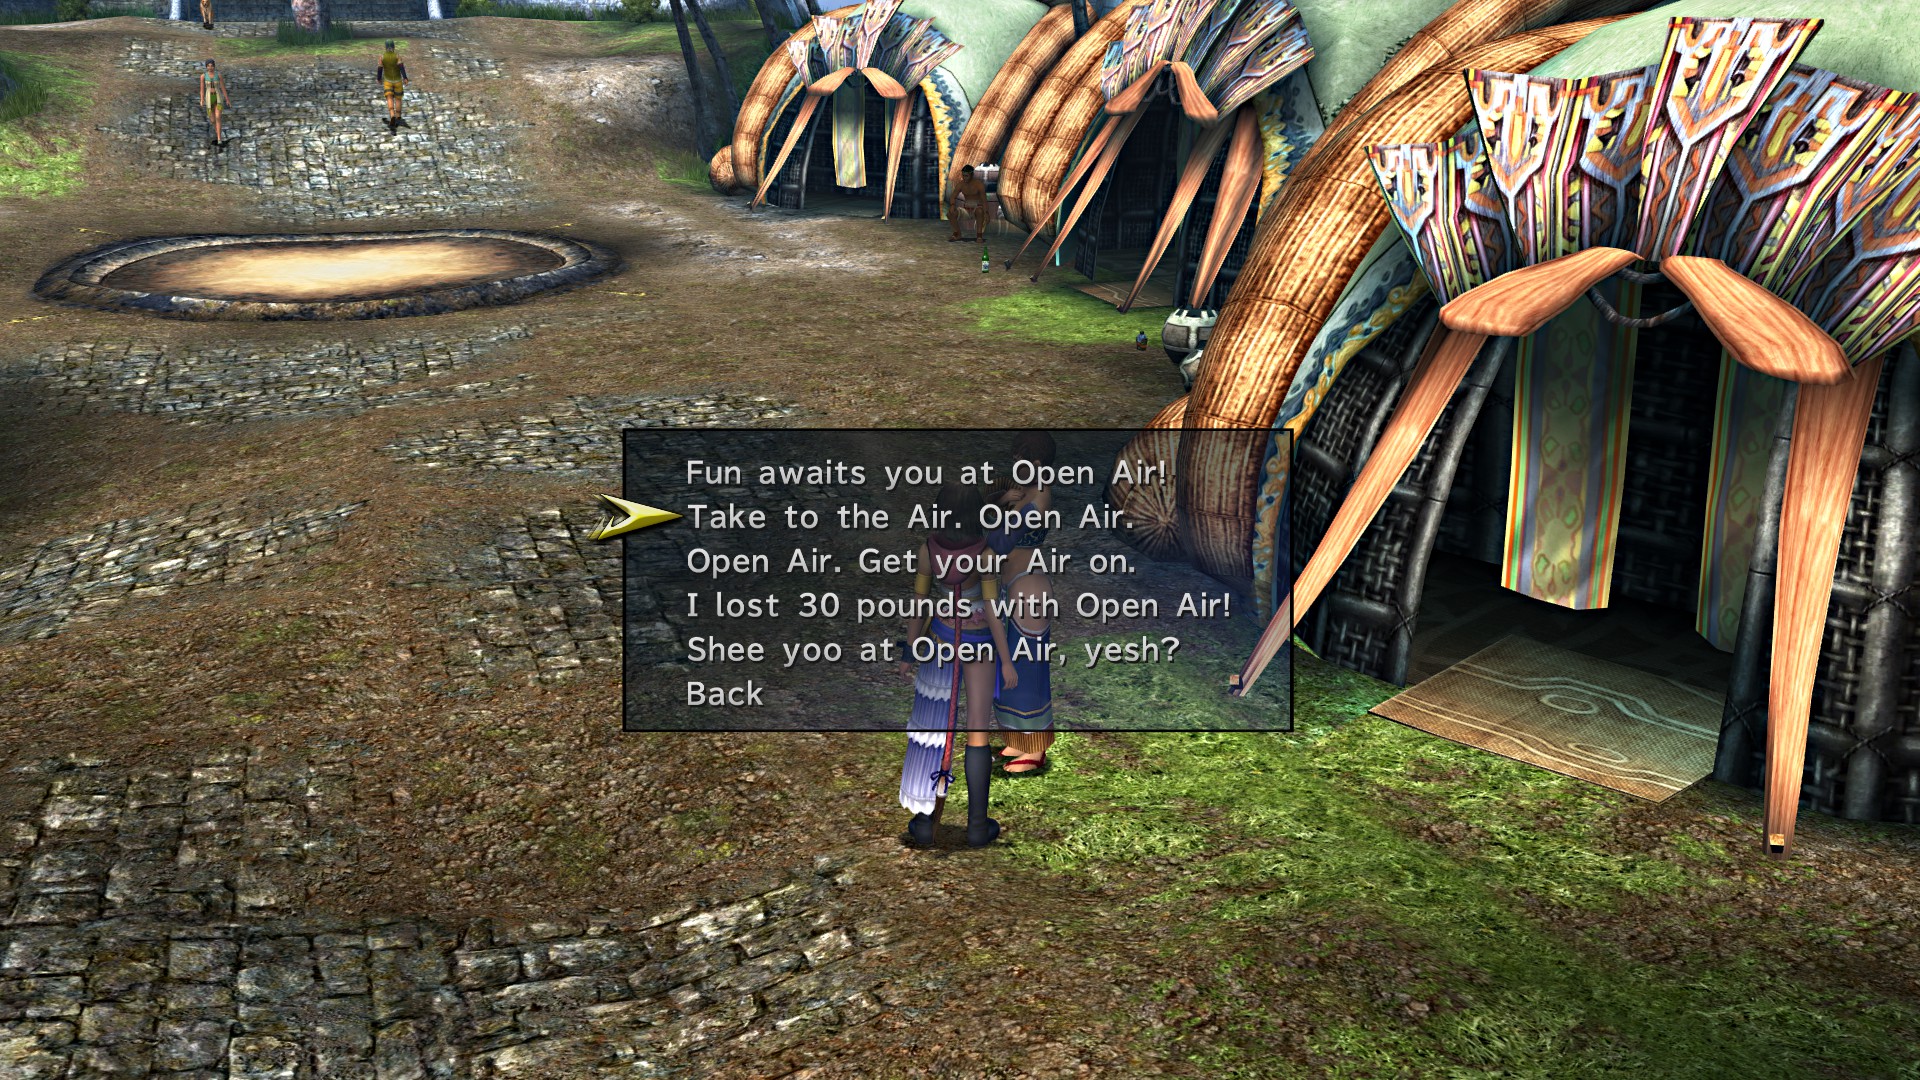 Fun awaits you at Open Air!
Take to the Air. Open Air.
Open Air. Get your Air on.
I lost 30 pounds with Open Air!
Shee yoo at Open Air, yesh?
Back